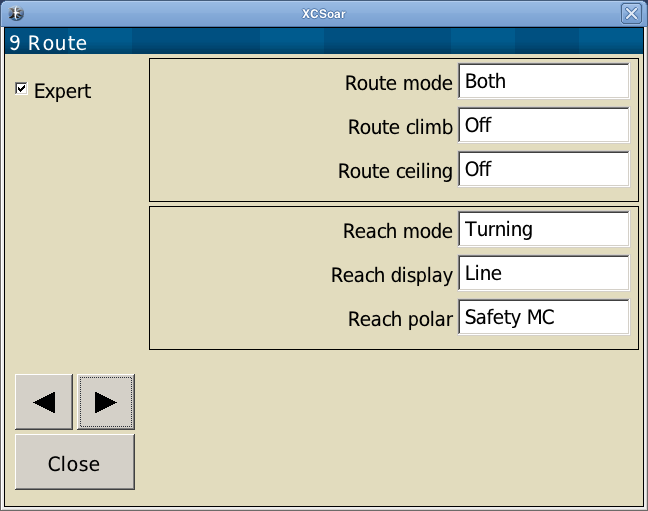 XCSoar
9 Route
Expert
Route mode Both
Route climb Off
Route ceiling Off
Reach mode Turning
Reach display Line
Reach polar Safety MC
Close